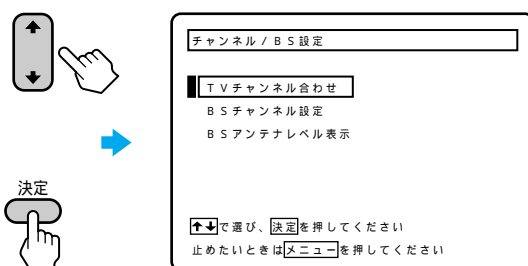 チャンネル/BS設定
TVチャンネル合わせ
BSチャンネル設定
BSアンテナレベル表示
決定
↑↓で選び、決定を押してください
止めたいときはメニューを押してください